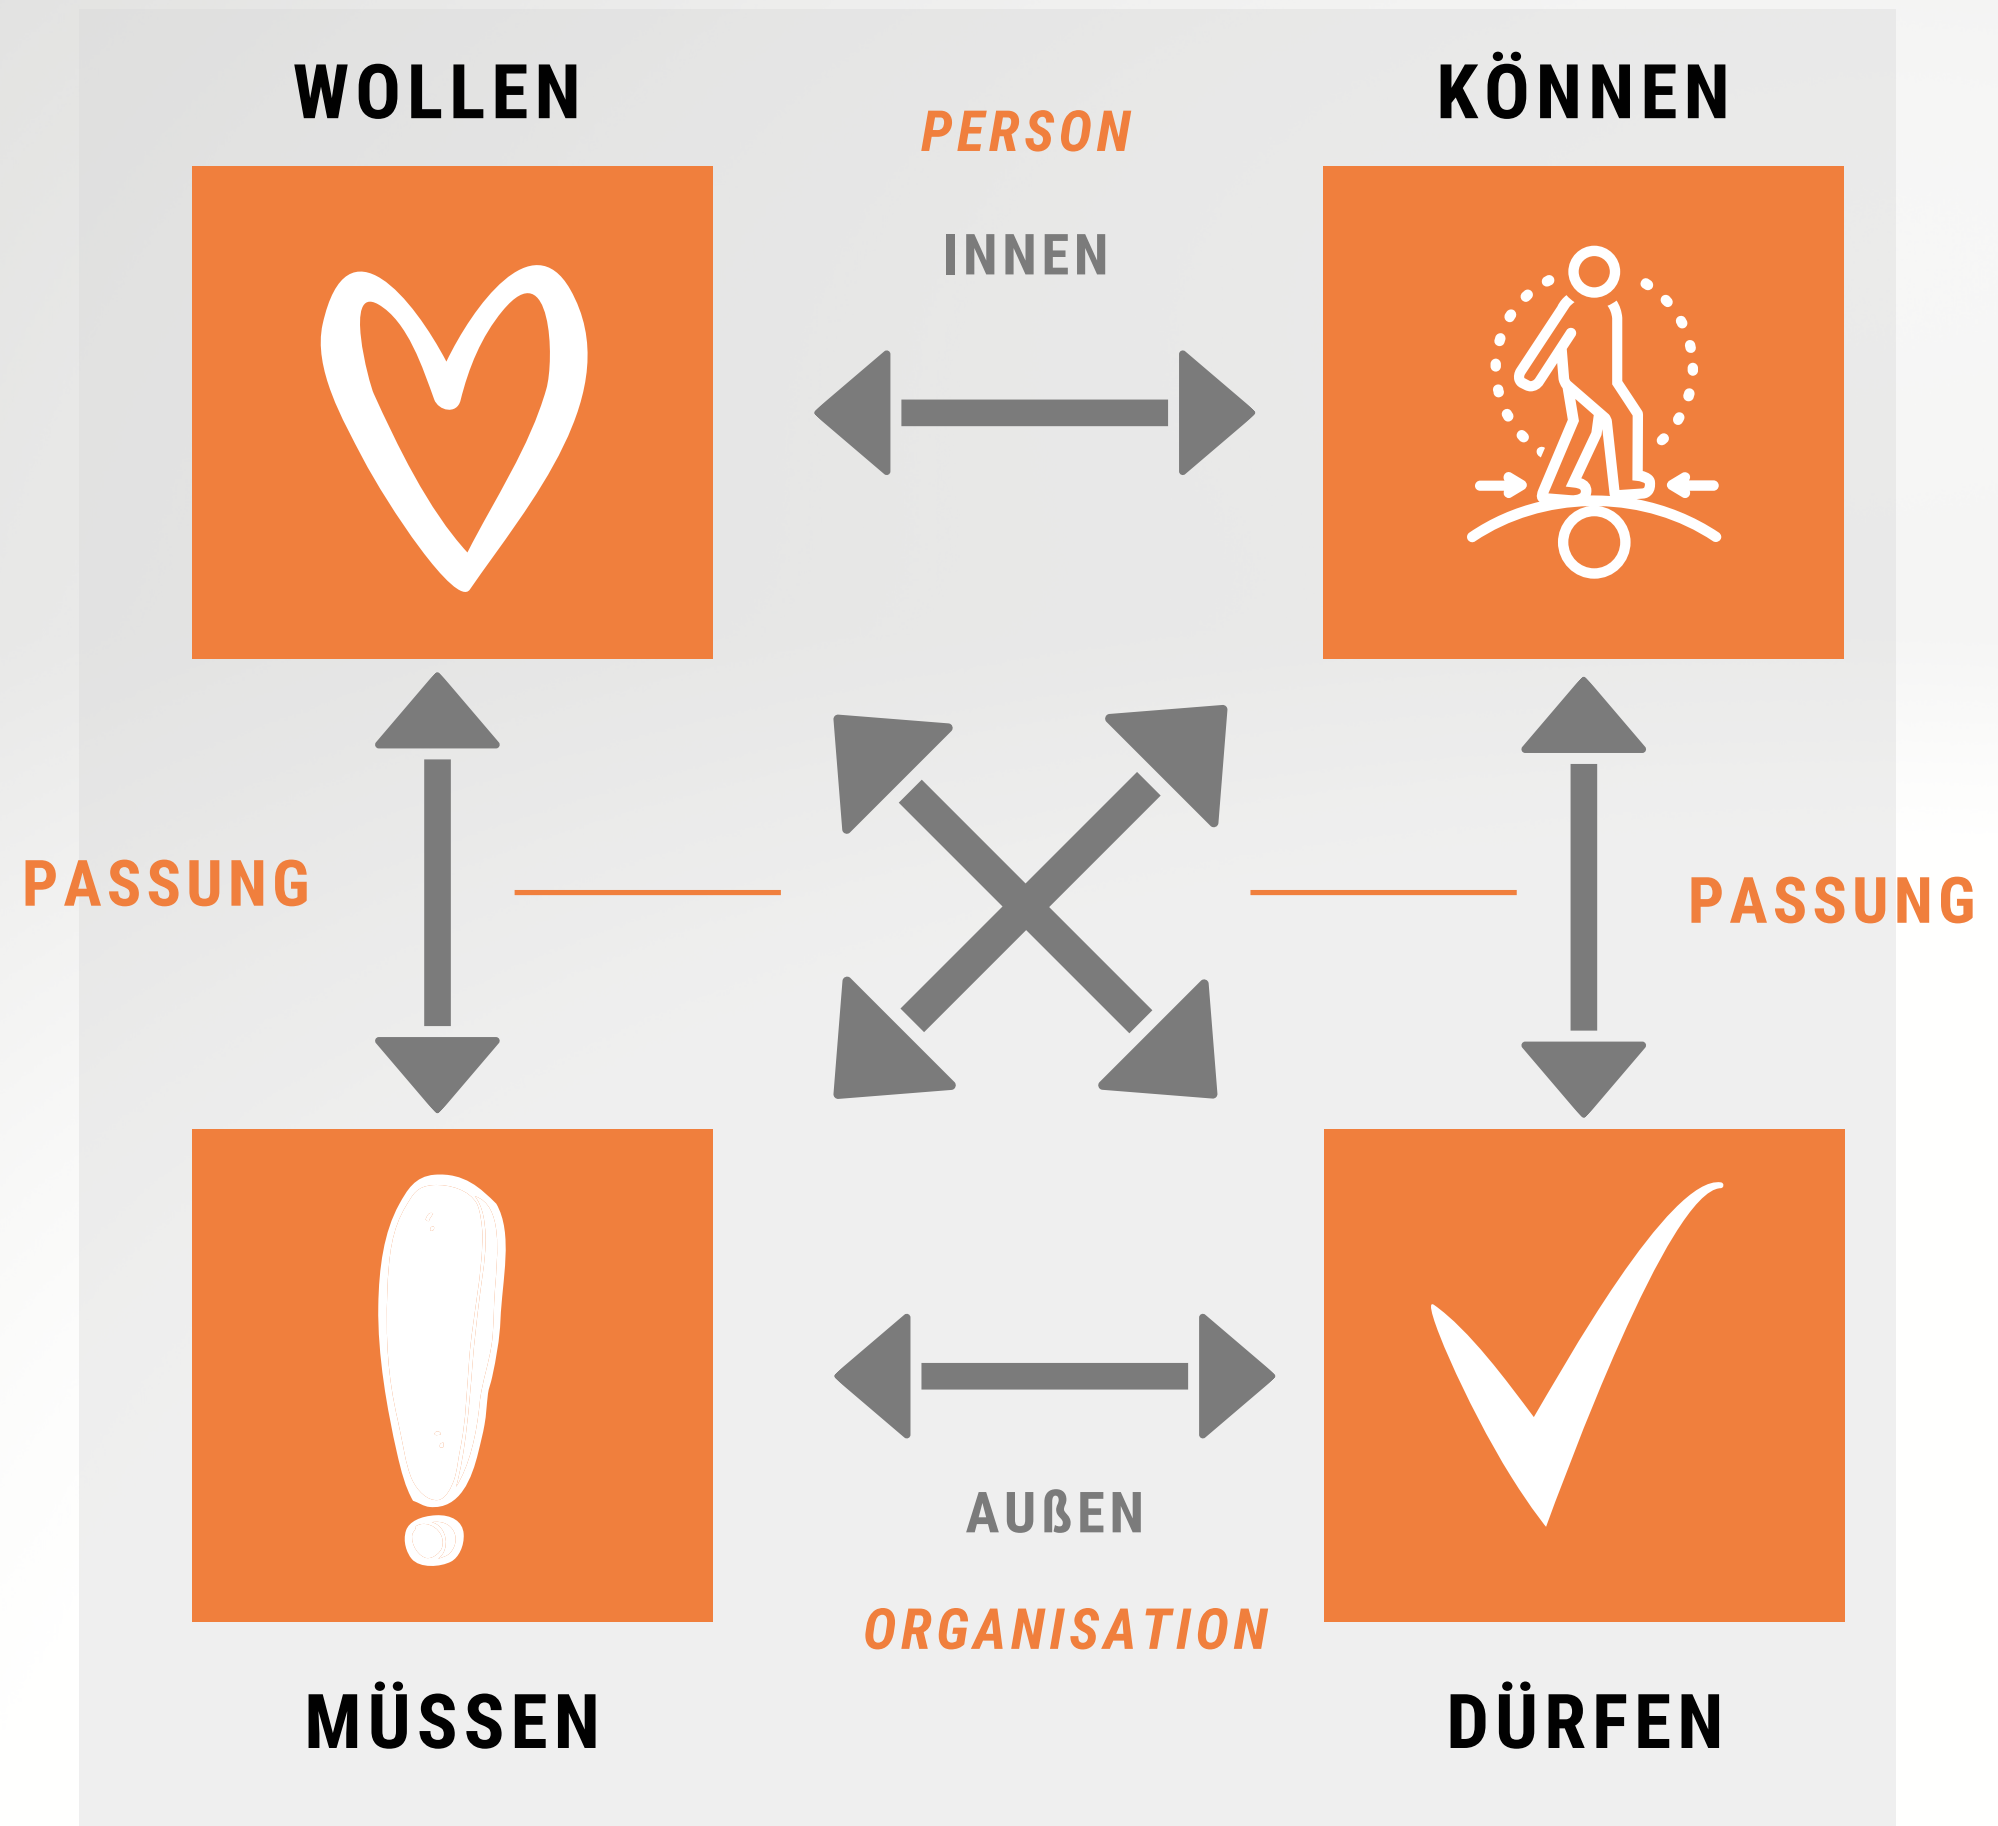 WOLLEN
PERSON
KÖNNEN
INNEN
PASSUNG
PASSUNG
AUßEN
ORGANISATION
MÜSSEN
DÜRFEN